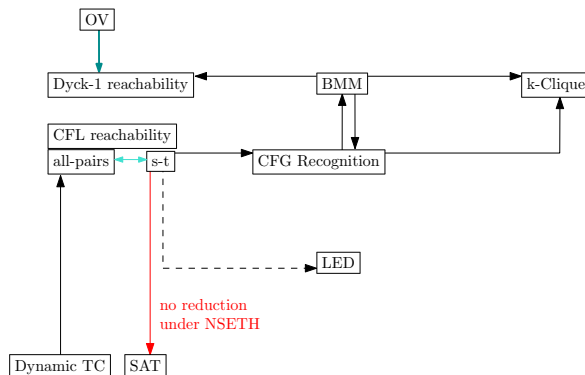 OV
Dyck-1 reachability
BMM
k-Clique
CFL reachability
all-pairs
s-t
CFG Recognition
LED
no reduction
under NSETH
Dynamic TC
SAT